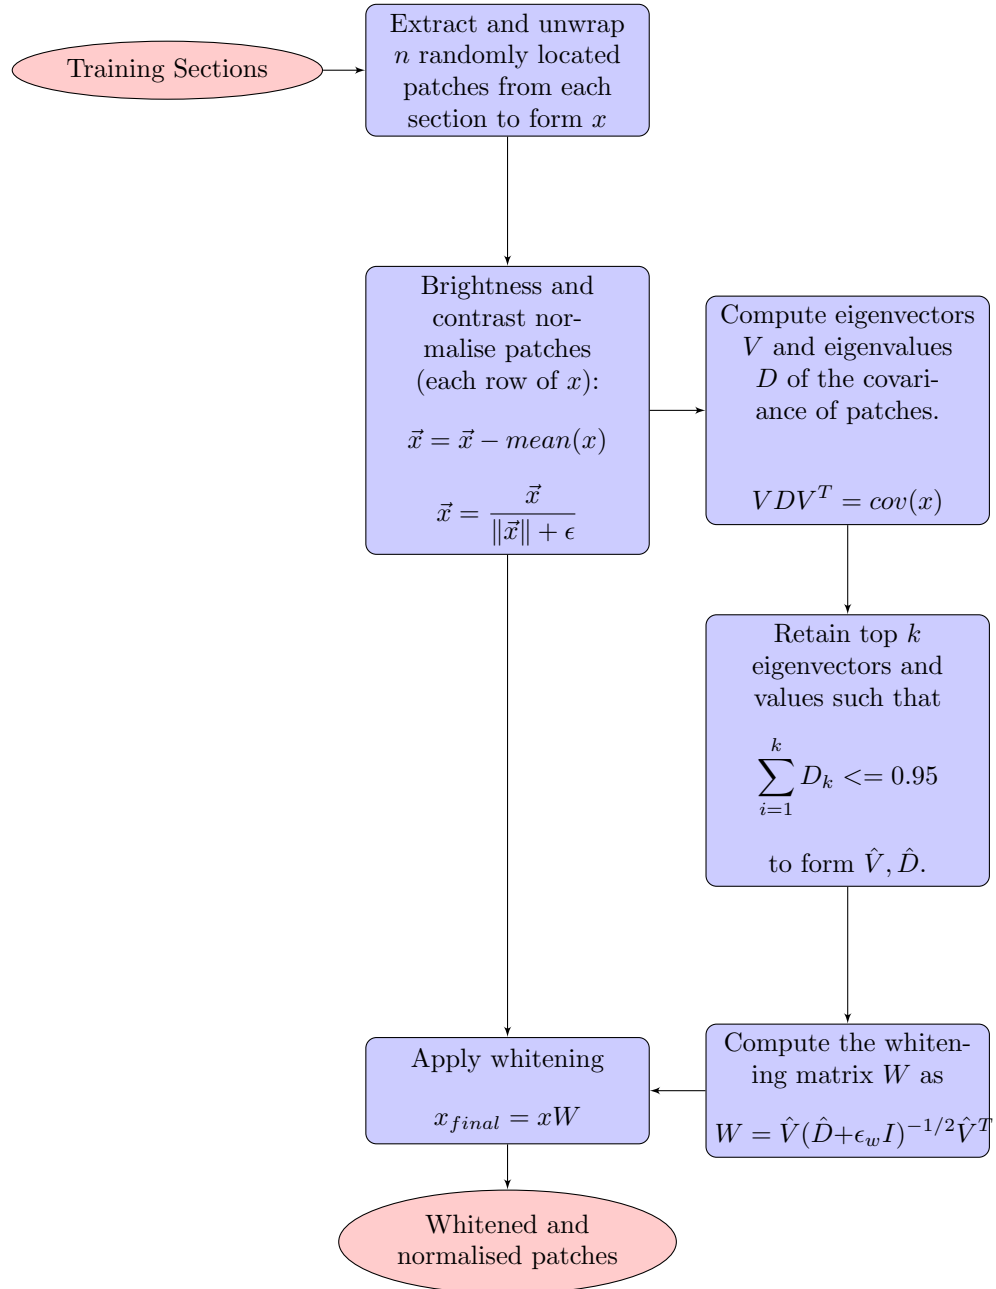 Training Sections
Extract and unwrap
n randomly located
patches from each
section to form x
Brightness and
contrast nor-
malise patches
(each row of x):
x⃗ = x⃗ − mean(x)
x⃗ = x⃗ / (‖x⃗‖ + ϵ)
Compute eigenvectors
V and eigenvalues
D of the covari-
ance of patches.
VDV^T = cov(x)
Retain top k
eigenvectors and
values such that
∑_{i=1}^{k} D_k <= 0.95
to form V̂, D̂.
Compute the whiten-
ing matrix W as
W = V̂(D̂+ϵ_w I)^{−1/2}V̂^T
Apply whitening
x_{final} = xW
Whitened and
normalised patches